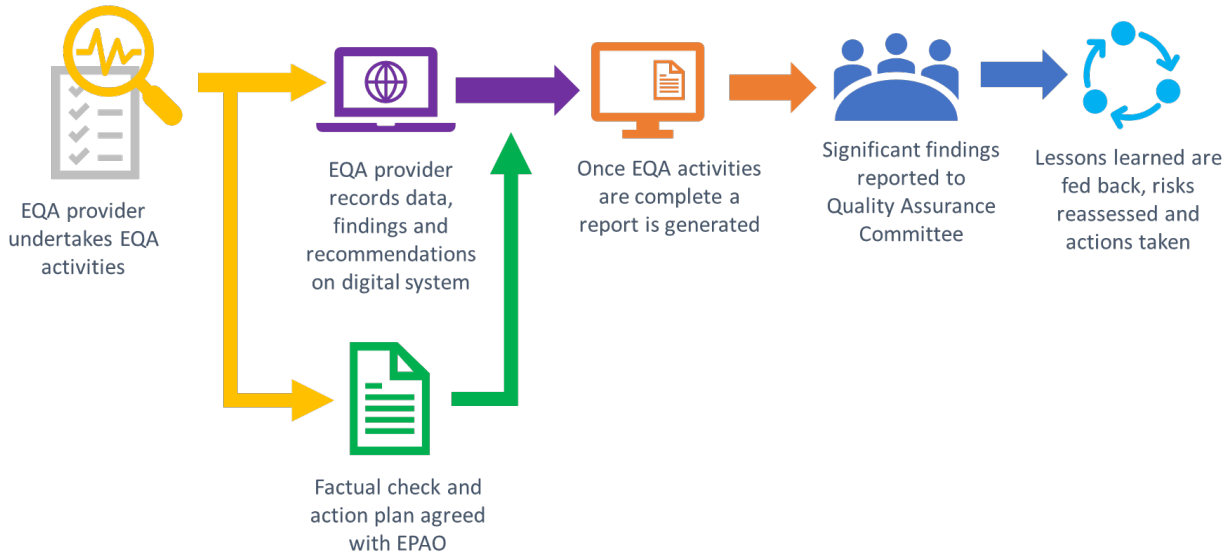 EQA provider
undertakes EQA
activities
EQA provider
records data,
findings and
recommendations
on digital system
Factual check and
action plan agreed
with EPAO
Once EQA activities
are complete a
report is generated
Significant findings
reported to
Quality Assurance
Committee
Lessons learned are
fed back, risks
reassessed and
actions taken